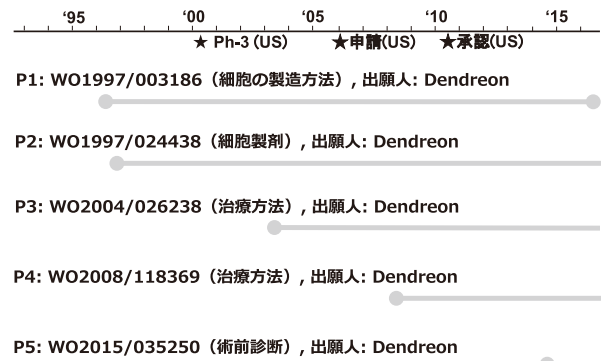 ‘95 ‘00 ‘05 ‘10 ‘15
★ Ph-3 (US) ★申請(US) ★承認(US)
P1: WO1997/003186（細胞の製造方法）, 出願人: Dendreon
P2: WO1997/024438（細胞製剤）, 出願人: Dendreon
P3: WO2004/026238（治療方法）, 出願人: Dendreon
P4: WO2008/118369（治療方法）, 出願人: Dendreon
P5: WO2015/035250（術前診断）, 出願人: Dendreon